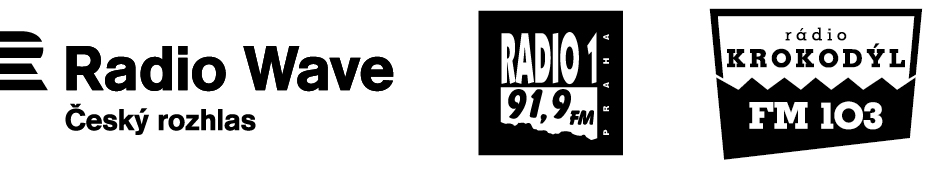 Radio Wave
Český rozhlas
RADIO 1
91,9 FM
PRAHA
rádio
KROKODÝL
FM 103